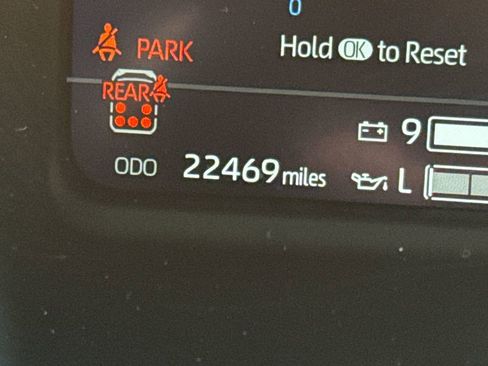 0
PARK
Hold OK to Reset
REAR
9
ODO 22469 miles
L